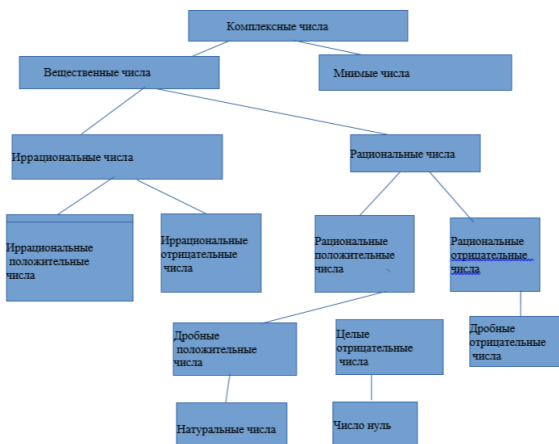 Комплексные числа
Вещественные числа
Мнимые числа
Иррациональные числа
Рациональные числа
Иррациональные
положительные
числа
Иррациональные
отрицательные
числа
Рациональные
положительные
числа
Рациональные
отрицательные
числа
Дробные
положительные
числа
Целые
отрицательные
числа
Дробные
отрицательные
числа
Натуральные числа
Число нуль